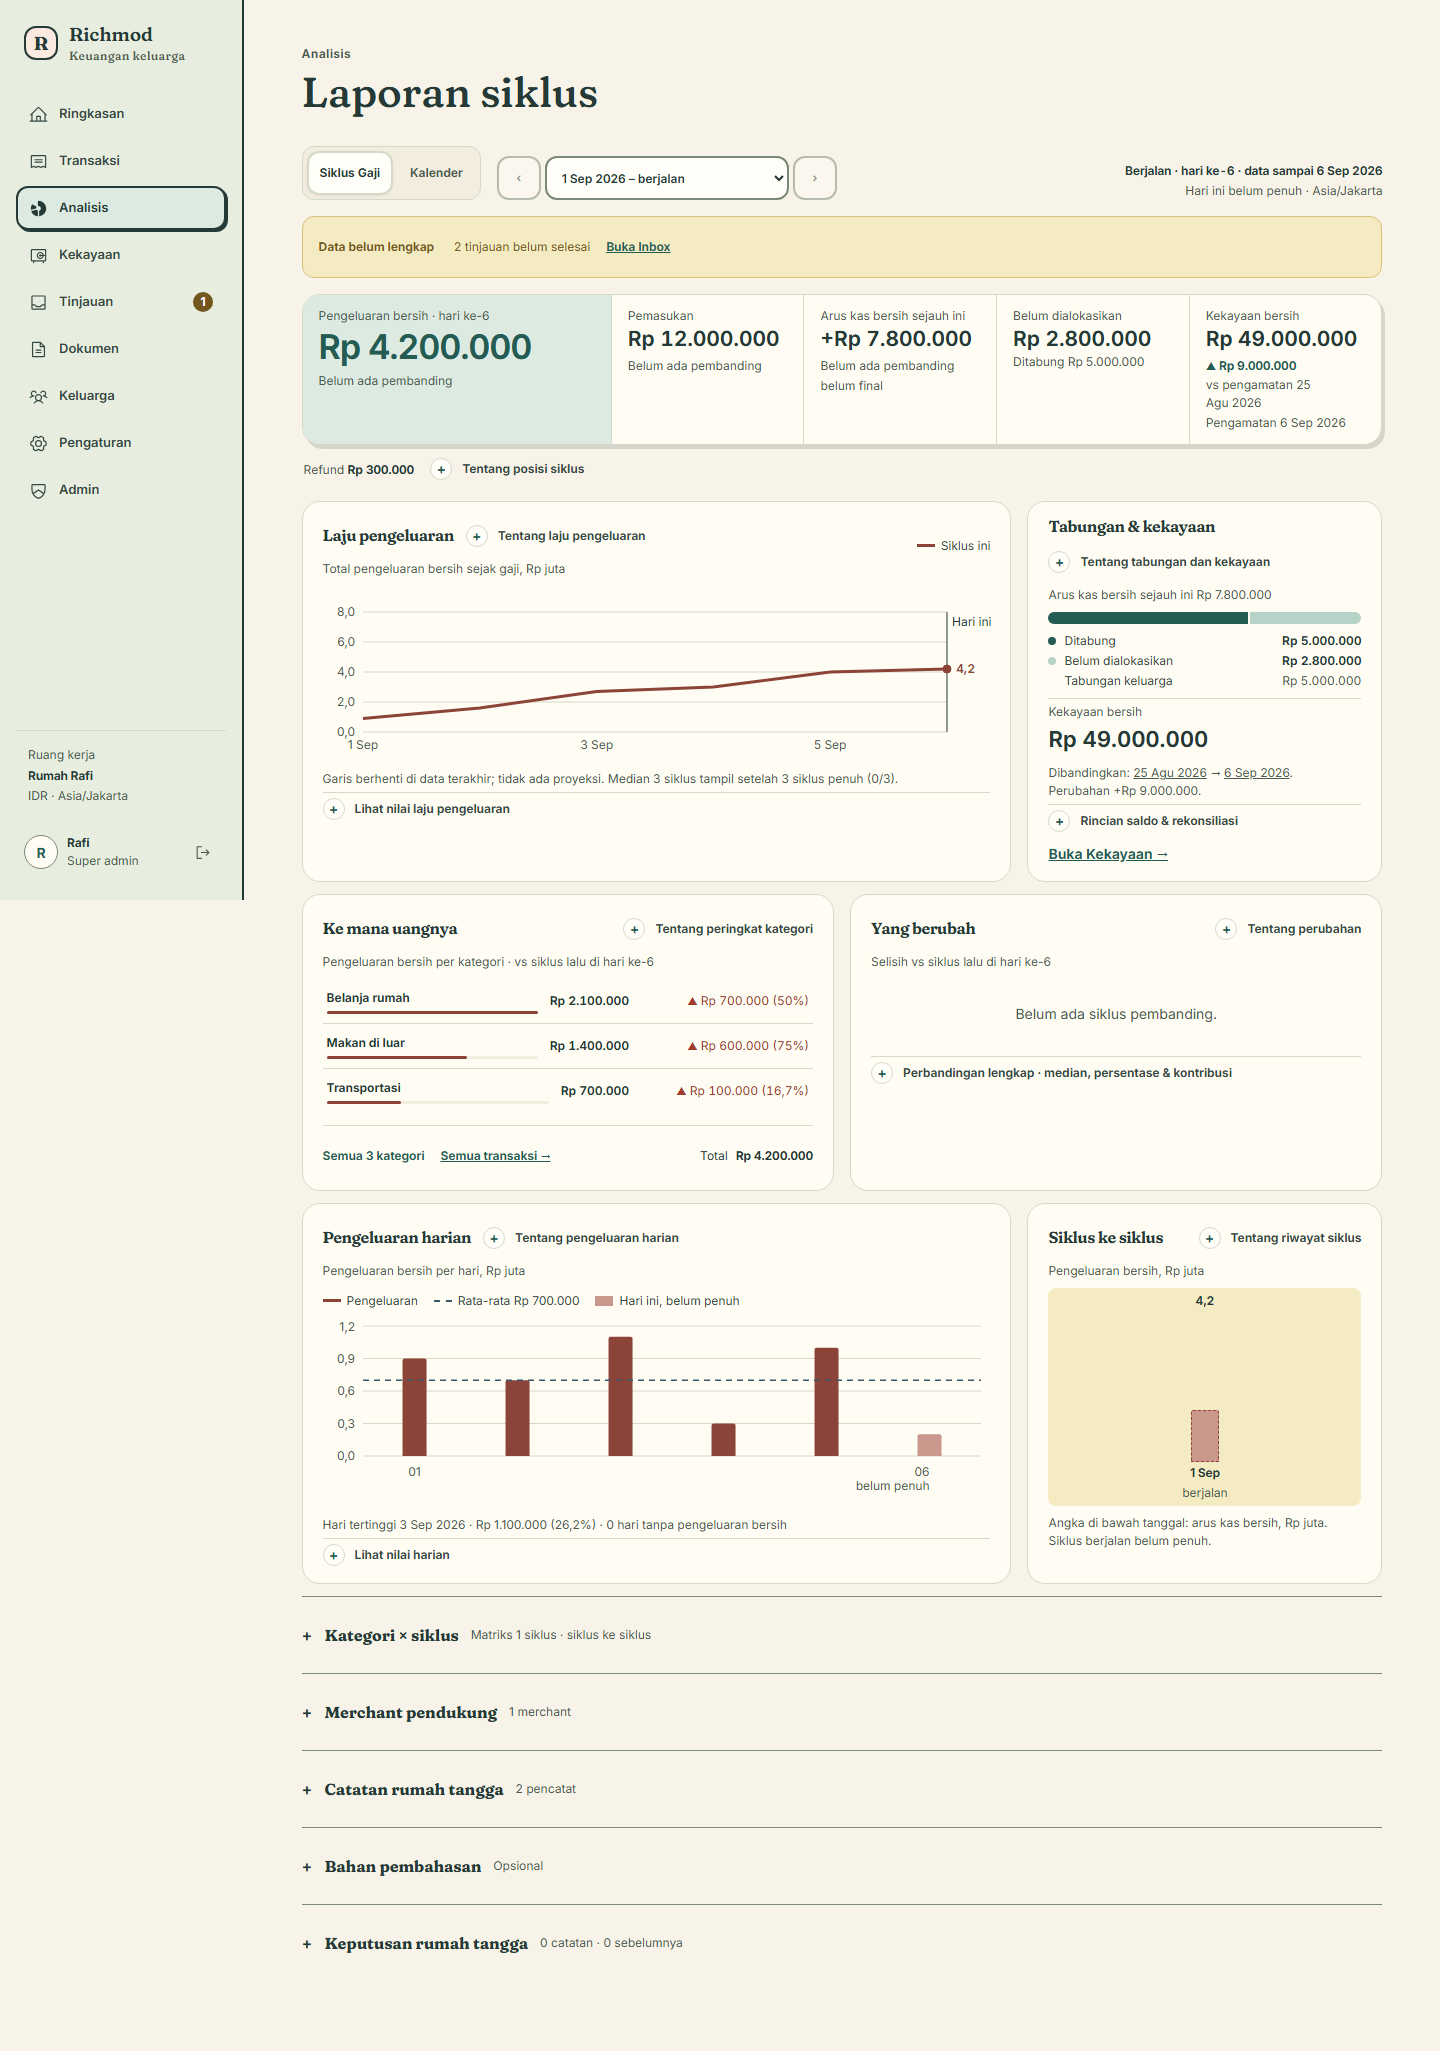 R
Richmod
Keuangan keluarga
Ringkasan
Transaksi
Analisis
Kekayaan
Tinjauan
1
Dokumen
Keluarga
Pengaturan
Admin
Ruang kerja
Rumah Rafi
IDR · Asia/Jakarta
R
Rafi
Super admin
Analisis
Laporan siklus
Siklus Gaji
Kalender
‹
1 Sep 2026 – berjalan
›
Berjalan · hari ke-6 · data sampai 6 Sep 2026
Hari ini belum penuh · Asia/Jakarta
Data belum lengkap
2 tinjauan belum selesai
Buka Inbox
Pengeluaran bersih · hari ke-6
Rp 4.200.000
Belum ada pembanding
Pemasukan
Rp 12.000.000
Belum ada pembanding
Arus kas bersih sejauh ini
+Rp 7.800.000
Belum ada pembanding
belum final
Belum dialokasikan
Rp 2.800.000
Ditabung Rp 5.000.000
Kekayaan bersih
Rp 49.000.000
▲ Rp 9.000.000
vs pengamatan 25
Agu 2026
Pengamatan 6 Sep 2026
Refund Rp 300.000
+ Tentang posisi siklus
Laju pengeluaran
+ Tentang laju pengeluaran
Siklus ini
Total pengeluaran bersih sejak gaji, Rp juta
8,0
6,0
4,0
2,0
0,0
Hari ini
4,2
1 Sep
3 Sep
5 Sep
Garis berhenti di data terakhir; tidak ada proyeksi. Median 3 siklus tampil setelah 3 siklus penuh (0/3).
+ Lihat nilai laju pengeluaran
Tabungan & kekayaan
+ Tentang tabungan dan kekayaan
Arus kas bersih sejauh ini Rp 7.800.000
Ditabung Rp 5.000.000
Belum dialokasikan Rp 2.800.000
Tabungan keluarga Rp 5.000.000
Kekayaan bersih
Rp 49.000.000
Dibandingkan: 25 Agu 2026 → 6 Sep 2026.
Perubahan +Rp 9.000.000.
+ Rincian saldo & rekonsiliasi
Buka Kekayaan →
Ke mana uangnya
+ Tentang peringkat kategori
Pengeluaran bersih per kategori · vs siklus lalu di hari ke-6
Belanja rumah Rp 2.100.000 ▲ Rp 700.000 (50%)
Makan di luar Rp 1.400.000 ▲ Rp 600.000 (75%)
Transportasi Rp 700.000 ▲ Rp 100.000 (16,7%)
Semua 3 kategori
Semua transaksi →
Total Rp 4.200.000
Yang berubah
+ Tentang perubahan
Selisih vs siklus lalu di hari ke-6
Belum ada siklus pembanding.
+ Perbandingan lengkap · median, persentase & kontribusi
Pengeluaran harian
+ Tentang pengeluaran harian
Pengeluaran bersih per hari, Rp juta
Pengeluaran
Rata-rata Rp 700.000
Hari ini, belum penuh
1,2
0,9
0,6
0,3
0,0
01
06
belum penuh
Hari tertinggi 3 Sep 2026 · Rp 1.100.000 (26,2%) · 0 hari tanpa pengeluaran bersih
+ Lihat nilai harian
Siklus ke siklus
+ Tentang riwayat siklus
Pengeluaran bersih, Rp juta
4,2
1 Sep
berjalan
Angka di bawah tanggal: arus kas bersih, Rp juta.
Siklus berjalan belum penuh.
+ Kategori × siklus Matriks 1 siklus · siklus ke siklus
+ Merchant pendukung 1 merchant
+ Catatan rumah tangga 2 pencatat
+ Bahan pembahasan Opsional
+ Keputusan rumah tangga 0 catatan · 0 sebelumnya